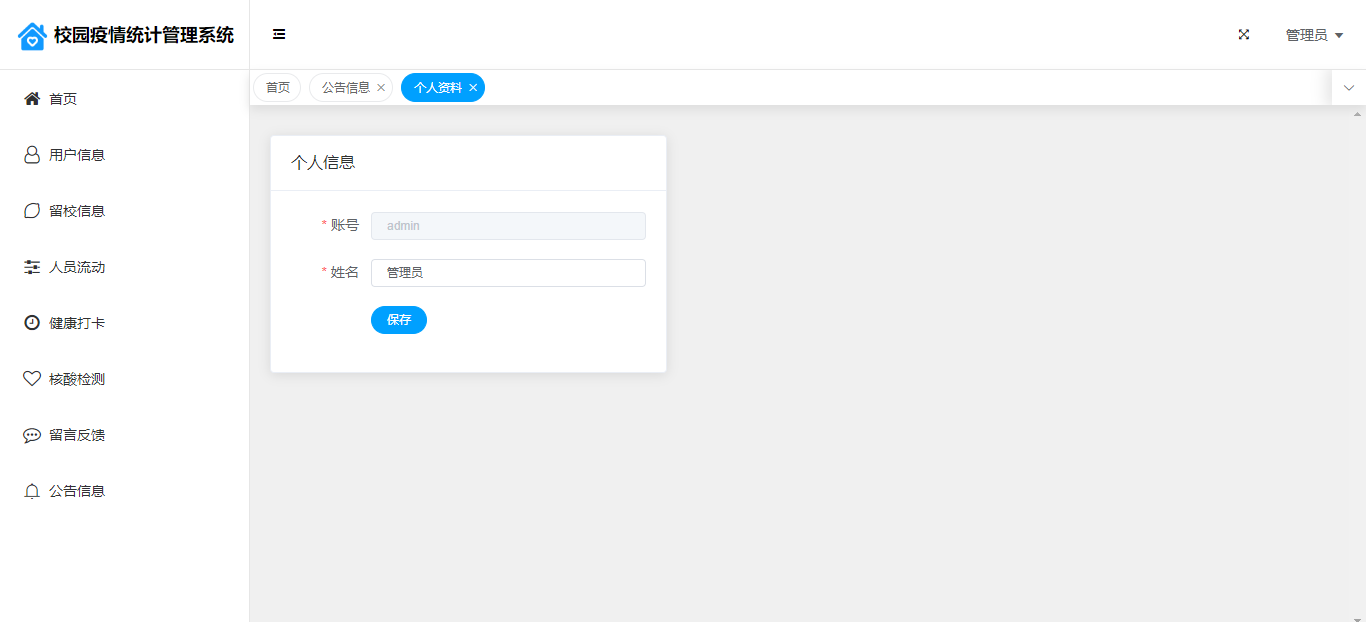 校园疫情统计管理系统
管理员
首页
公告信息
个人资料
首页
用户信息
留校信息
人员流动
健康打卡
核酸检测
留言反馈
公告信息
个人信息
* 账号 admin
* 姓名 管理员
保存